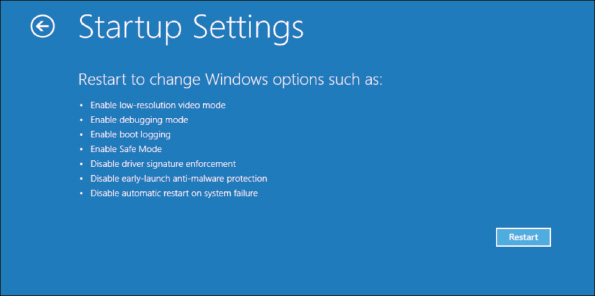 Startup Settings
Restart to change Windows options such as:
• Enable low-resolution video mode
• Enable debugging mode
• Enable boot logging
• Enable Safe Mode
• Disable driver signature enforcement
• Disable early-launch anti-malware protection
• Disable automatic restart on system failure
Restart